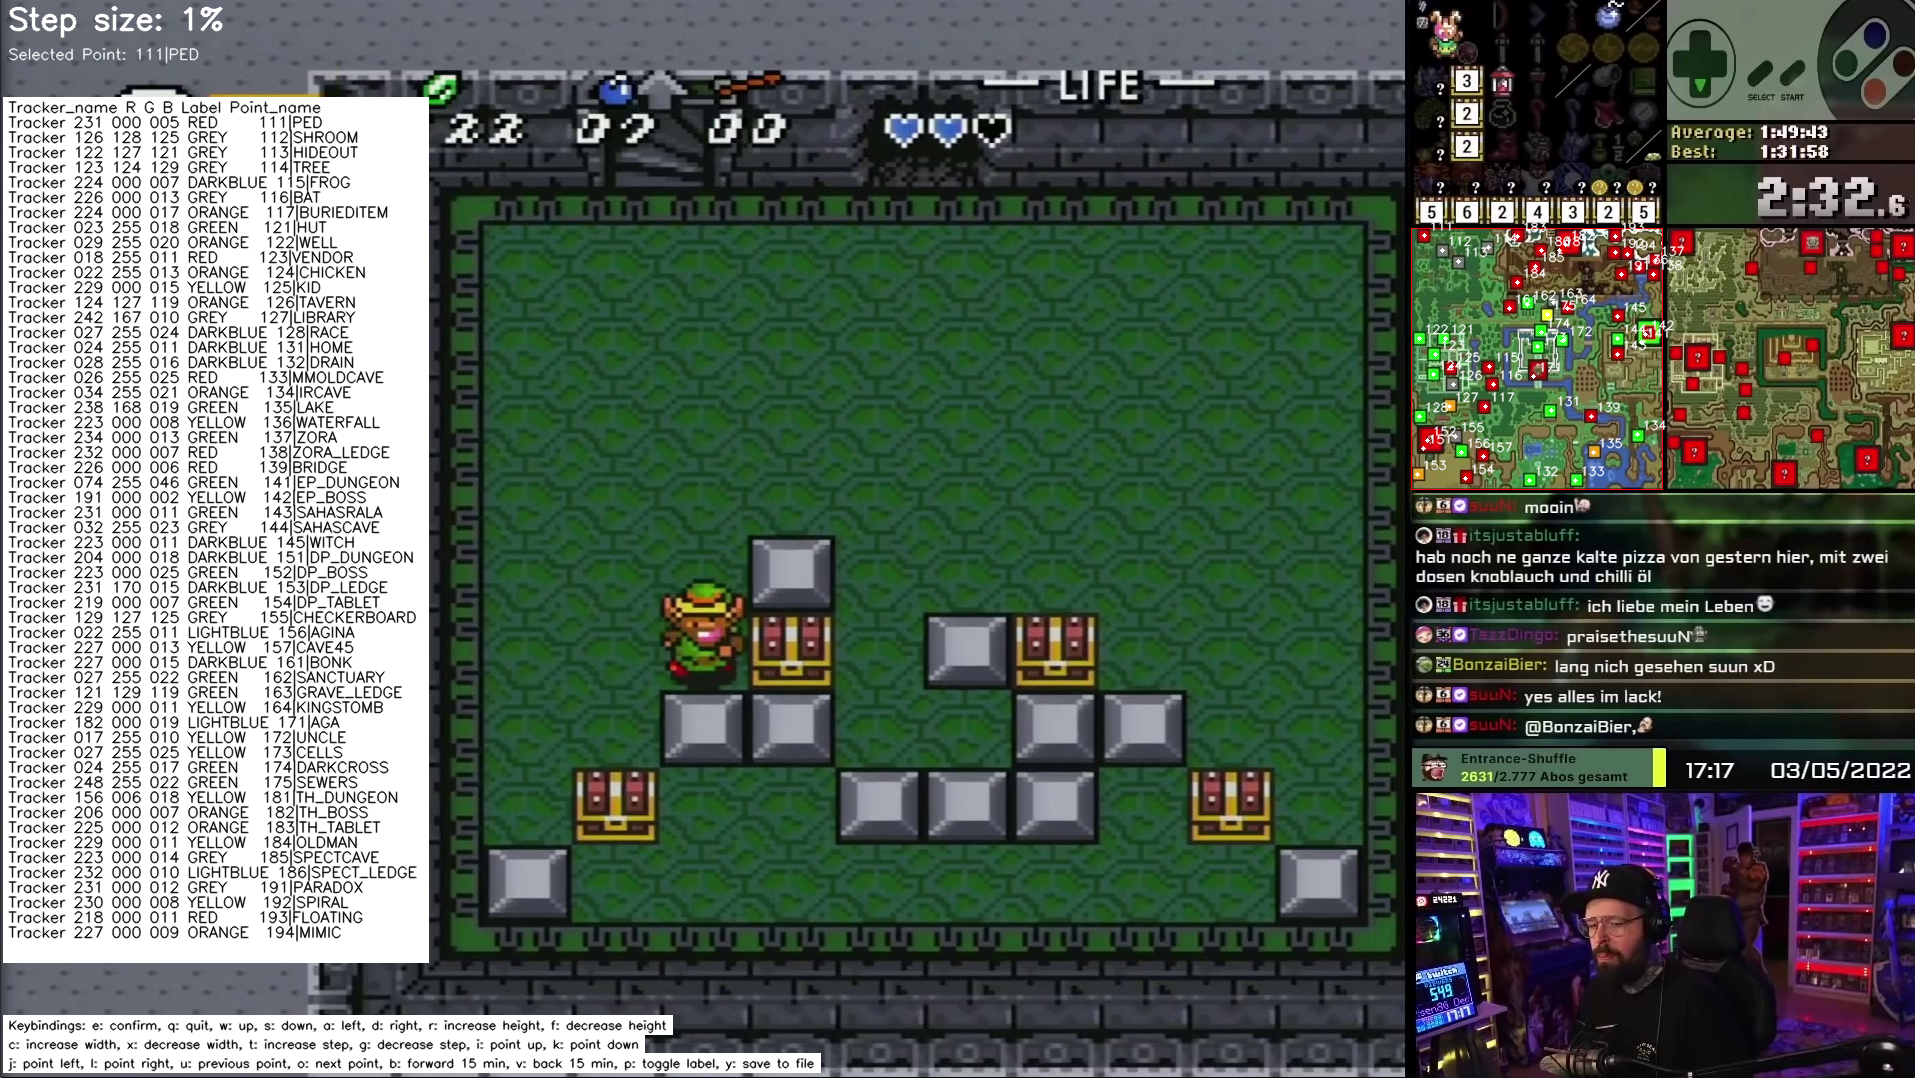 Step size: 1%
Selected Point: 111|PED
Tracker_name R G B Label Point_name
Tracker 231 000 005 RED 111|PED
Tracker 126 128 125 GREY 112|SHROOM
Tracker 122 127 121 GREY 113|HIDEOUT
Tracker 123 124 129 GREY 114|TREE
Tracker 224 000 007 DARKBLUE 115|FROG
Tracker 226 000 013 GREY 116|BAT
Tracker 224 000 017 ORANGE 117|BURIEDITEM
Tracker 023 255 018 GREEN 121|HUT
Tracker 029 255 020 ORANGE 122|WELL
Tracker 018 255 011 RED 123|VENDOR
Tracker 022 255 013 ORANGE 124|CHICKEN
Tracker 229 000 015 YELLOW 125|KID
Tracker 124 127 119 ORANGE 126|TAVERN
Tracker 242 167 010 GREY 127|LIBRARY
Tracker 027 255 024 DARKBLUE 128|RACE
Tracker 024 255 011 DARKBLUE 131|HOME
Tracker 028 255 016 DARKBLUE 132|DRAIN
Tracker 026 255 025 RED 133|MMOLDCAVE
Tracker 034 255 021 ORANGE 134|IRCAVE
Tracker 238 168 019 GREEN 135|LAKE
Tracker 223 000 008 YELLOW 136|WATERFALL
Tracker 234 000 013 GREEN 137|ZORA
Tracker 232 000 007 RED 138|ZORA_LEDGE
Tracker 226 000 006 RED 139|BRIDGE
Tracker 074 255 046 GREEN 141|EP_DUNGEON
Tracker 191 000 002 YELLOW 142|EP_BOSS
Tracker 231 000 011 GREEN 143|SAHASRALA
Tracker 032 255 023 GREY 144|SAHASCAVE
Tracker 223 000 011 DARKBLUE 145|WITCH
Tracker 204 000 018 DARKBLUE 151|DP_DUNGEON
Tracker 223 000 025 GREEN 152|DP_BOSS
Tracker 231 170 015 DARKBLUE 153|DP_LEDGE
Tracker 219 000 007 GREEN 154|DP_TABLET
Tracker 129 127 125 GREY 155|CHECKERBOARD
Tracker 022 255 011 LIGHTBLUE 156|AGINA
Tracker 227 000 013 YELLOW 157|CAVE45
Tracker 227 000 015 DARKBLUE 161|BONK
Tracker 027 255 022 GREEN 162|SANCTUARY
Tracker 121 129 119 GREEN 163|GRAVE_LEDGE
Tracker 229 000 011 YELLOW 164|KINGSTOMB
Tracker 182 000 019 LIGHTBLUE 171|AGA
Tracker 017 255 010 YELLOW 172|UNCLE
Tracker 027 255 025 YELLOW 173|CELLS
Tracker 024 255 017 GREEN 174|DARKCROSS
Tracker 248 255 022 GREEN 175|SEWERS
Tracker 156 006 018 YELLOW 181|TH_DUNGEON
Tracker 206 000 007 ORANGE 182|TH_BOSS
Tracker 225 000 012 ORANGE 183|TH_TABLET
Tracker 229 000 011 YELLOW 184|OLDMAN
Tracker 223 000 014 GREY 185|SPECTCAVE
Tracker 232 000 010 LIGHTBLUE 186|SPECT_LEDGE
Tracker 231 000 012 GREY 191|PARADOX
Tracker 230 000 008 YELLOW 192|SPIRAL
Tracker 218 000 011 RED 193|FLOATING
Tracker 227 000 009 ORANGE 194|MIMIC
Keybindings: e: confirm, q: quit, w: up, s: down, a: left, d: right, r: increase height, f: decrease height
c: increase width, x: decrease width, t: increase step, g: decrease step, i: point up, k: point down
j: point left, l: point right, u: previous point, o: next point, b: forward 15 min, v: back 15 min, p: toggle label, y: save to file
LIFE
22 07 00
? 3
? 2
? 2
? ? ? ? ? ? ?
5 6 2 4 3 2 5
SELECT START
Average: 1:49:43
Best: 1:31:58
2:32.6
suuN: mooin
itsjustabluff:
hab noch ne ganze kalte pizza von gestern hier, mit zwei
dosen knoblauch und chilli öl
itsjustabluff: ich liebe mein Leben
TazzDingo: praisethesuuN
BonzaiBier: lang nich gesehen suun xD
suuN: yes alles im lack!
suuN: @BonzaiBier,
Entrance-Shuffle
2631/2.777 Abos gesamt
17:17 03/05/2022
24221
twitch
549
17:17